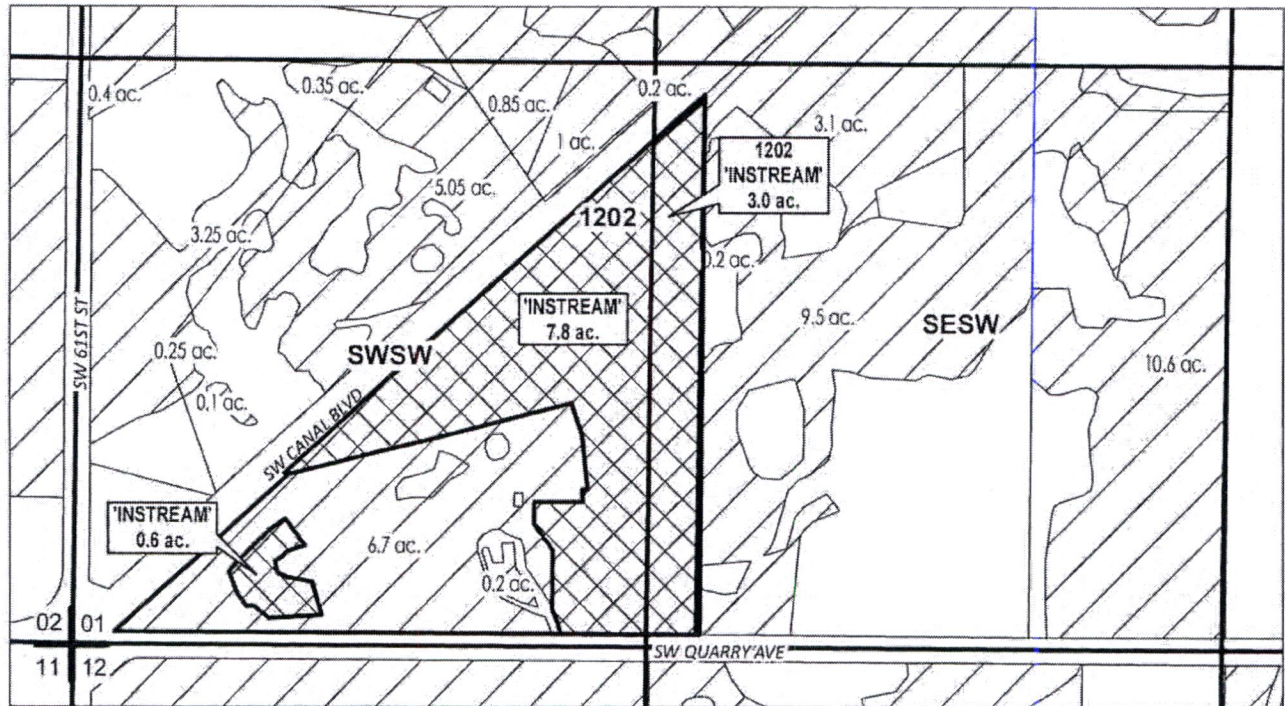 0.4 ac.
0.35 ac.
0.85 ac.
0.2 ac.
1 ac.
3.1 ac.
1202
'INSTREAM'
3.0 ac.
5.05 ac.
1202
3.25 ac.
0.2 ac.
'INSTREAM'
7.8 ac.
9.5 ac.
SESW
SW 61ST ST
0.25 ac.
SWSW
10.6 ac.
0.1 ac.
SW CANAL BLVD
'INSTREAM'
0.6 ac.
6.7 ac.
0.2 ac.
02 01
11 12
SW QUARRY AVE